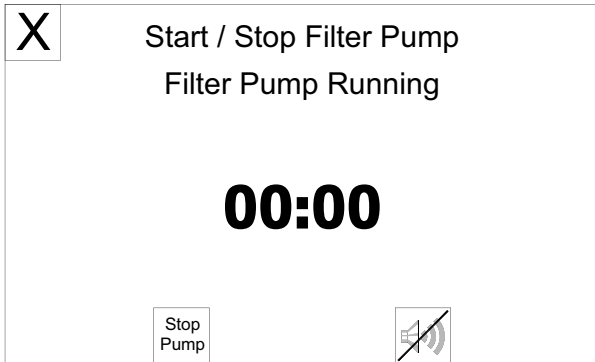 X
Start / Stop Filter Pump
Filter Pump Running
00:00
Stop
Pump